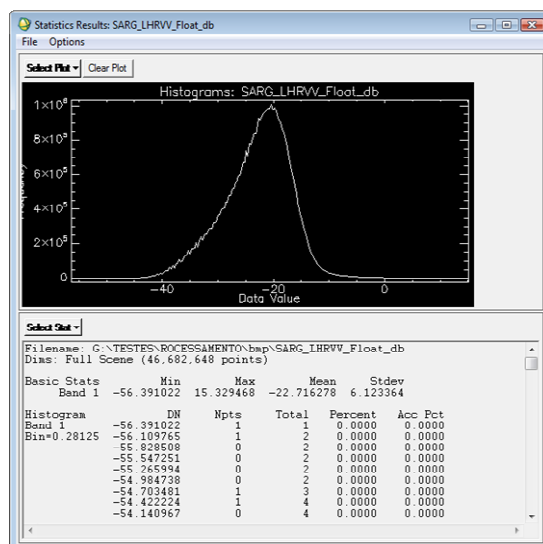 Statistics Results: SARG_LHRVV_Float_db
File Options
Select Plot Clear Plot
Histograms: SARG_LHRVV_Float_db
1×10⁶
8×10⁵
6×10⁵
4×10⁵
2×10⁵
0
-40 -20 0
Data Value
Select Stat
Filename: G:\TESTES\ROCESSAMENTO\bmp\SARG_LHRVV_Float_db
Dims: Full Scene (46,682,648 points)
Basic Stats Min Max Mean Stdev
Band 1 -56.391022 15.329468 -22.716278 6.123364
Histogram DN Npts Total Percent Acc Pct
Band 1 -56.391022 1 1 0.0000 0.0000
Bin=0.28125 -56.109765 1 2 0.0000 0.0000
-55.828508 0 2 0.0000 0.0000
-55.547251 0 2 0.0000 0.0000
-55.265994 0 2 0.0000 0.0000
-54.984738 0 2 0.0000 0.0000
-54.703481 1 3 0.0000 0.0000
-54.422224 1 4 0.0000 0.0000
-54.140967 0 4 0.0000 0.0000